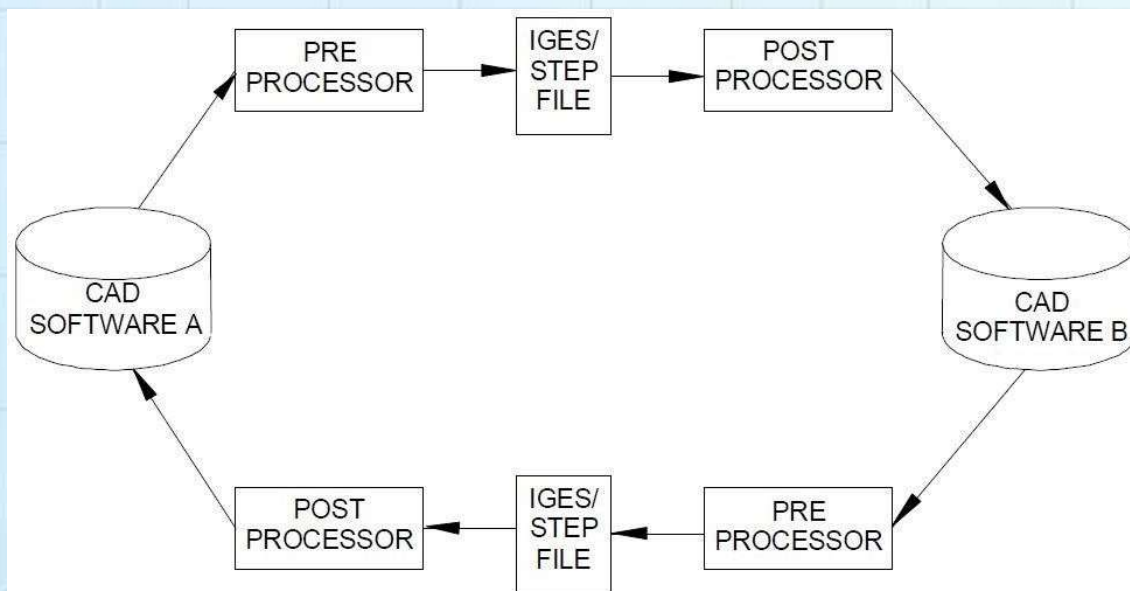 PRE
PROCESSOR
IGES/
STEP
FILE
POST
PROCESSOR
CAD
SOFTWARE A
CAD
SOFTWARE B
POST
PROCESSOR
IGES/
STEP
FILE
PRE
PROCESSOR